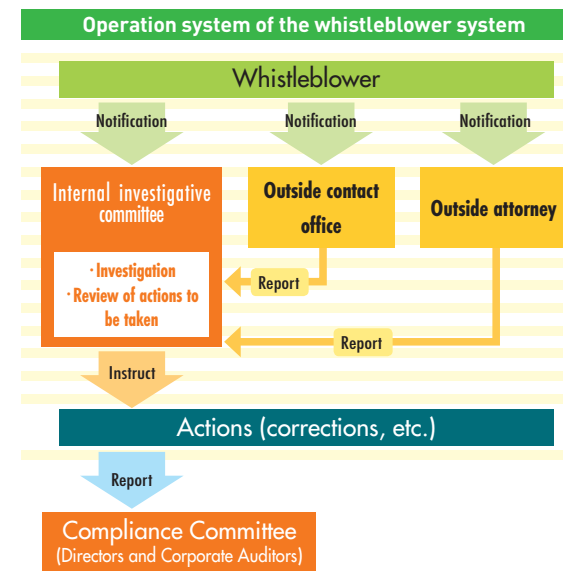 Operation system of the whistleblower system
Whistleblower
Notification
Notification
Notification
Internal investigative
committee
・Investigation
・Review of actions to
be taken
Outside contact
office
Outside attorney
Report
Report
Instruct
Actions (corrections, etc.)
Report
Compliance Committee
(Directors and Corporate Auditors)